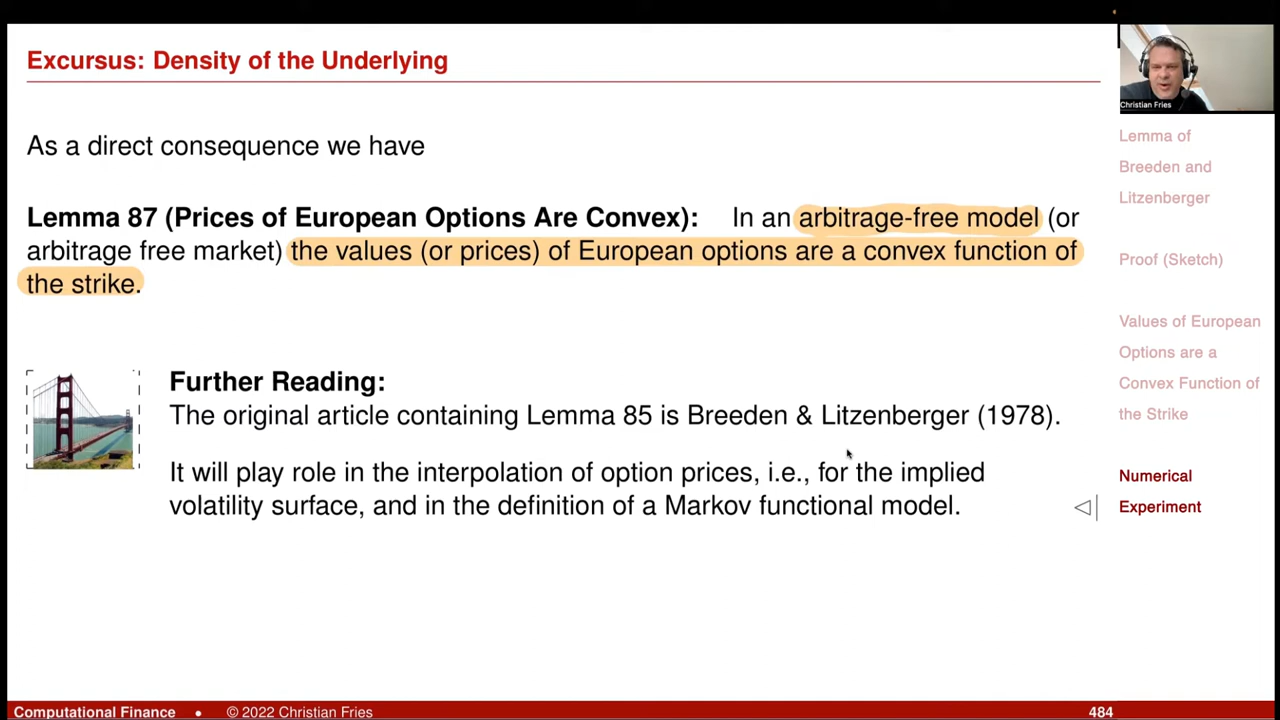 Excursus: Density of the Underlying
As a direct consequence we have
Lemma 87 (Prices of European Options Are Convex): In an arbitrage-free model (or
arbitrage free market) the values (or prices) of European options are a convex function of
the strike.
Further Reading:
The original article containing Lemma 85 is Breeden & Litzenberger (1978).
It will play role in the interpolation of option prices, i.e., for the implied
volatility surface, and in the definition of a Markov functional model.
Christian Fries
Lemma of
Breeden and
Litzenberger
Proof (Sketch)
Values of European
Options are a
Convex Function of
the Strike
Numerical
Experiment
Computational Finance • © 2022 Christian Fries 484